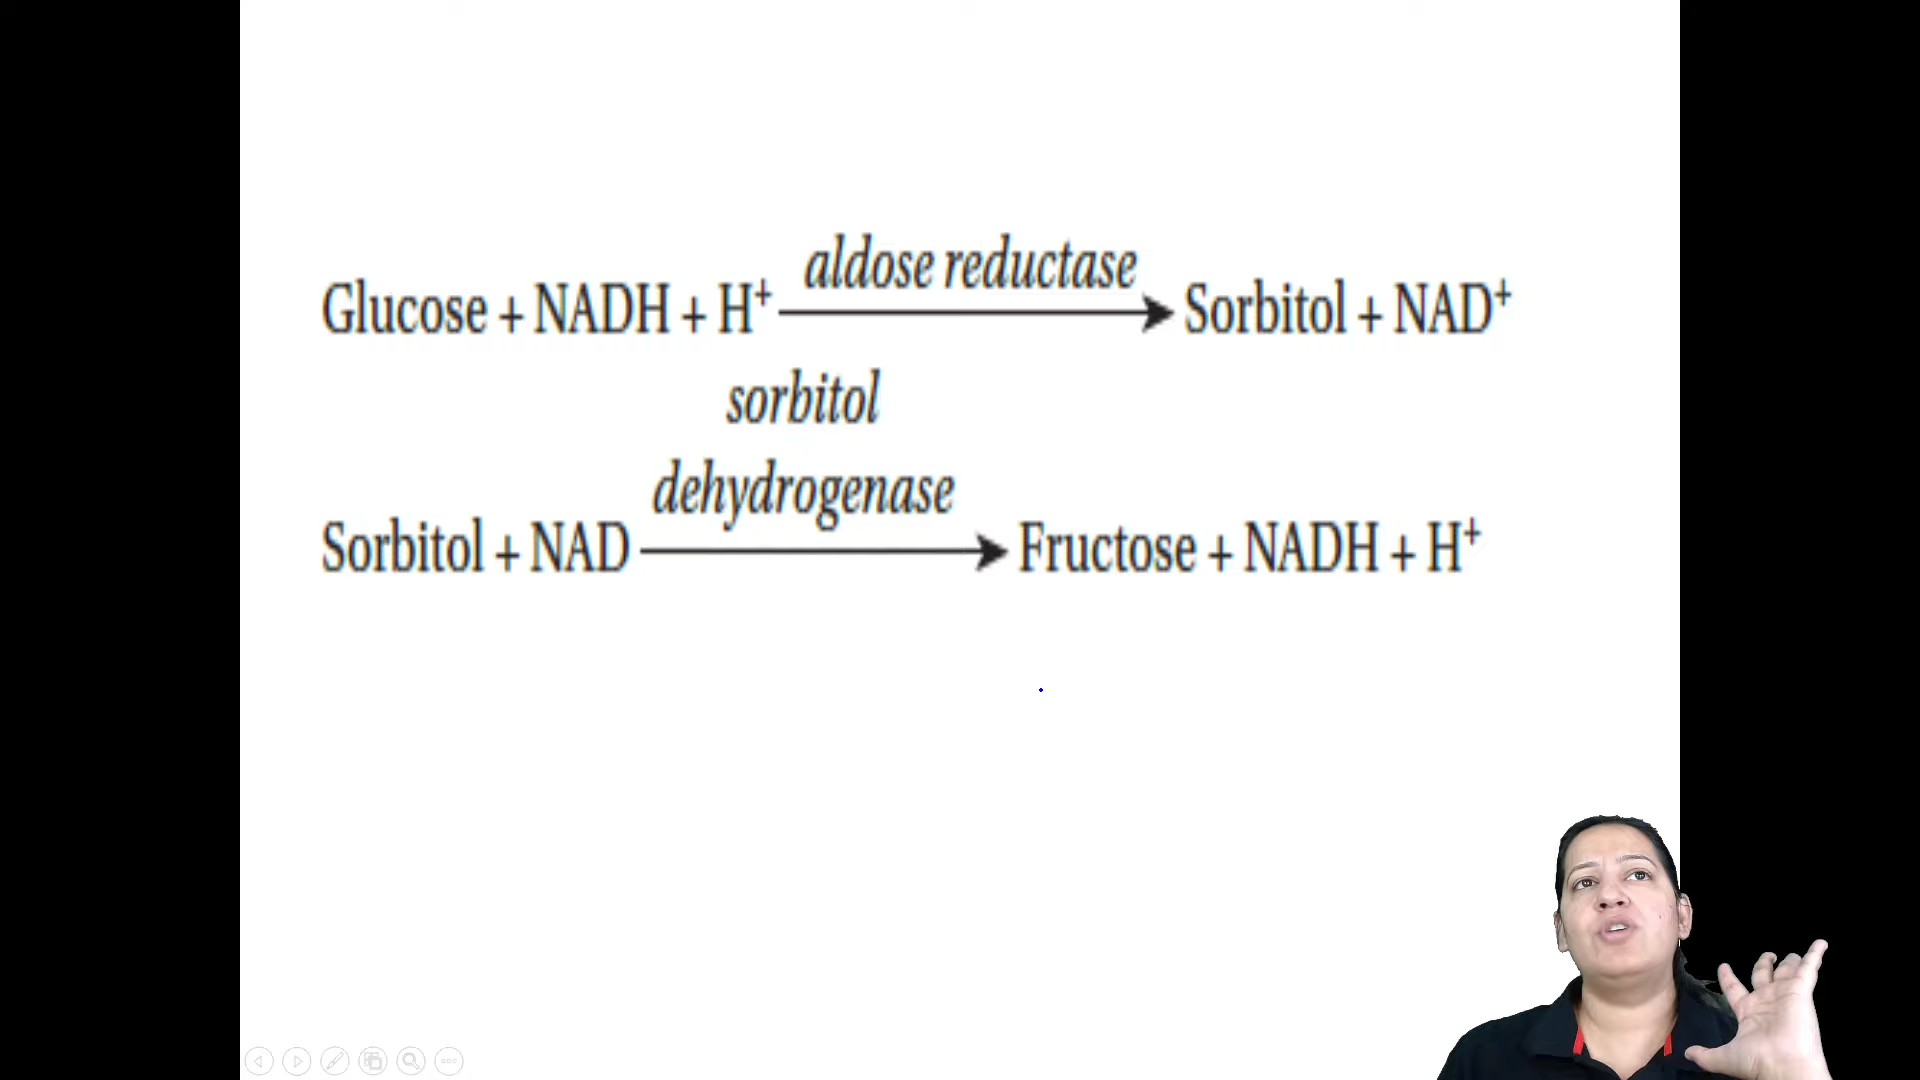 aldose reductase
Glucose + NADH + H⁺ → Sorbitol + NAD⁺
sorbitol
dehydrogenase
Sorbitol + NAD → Fructose + NADH + H⁺